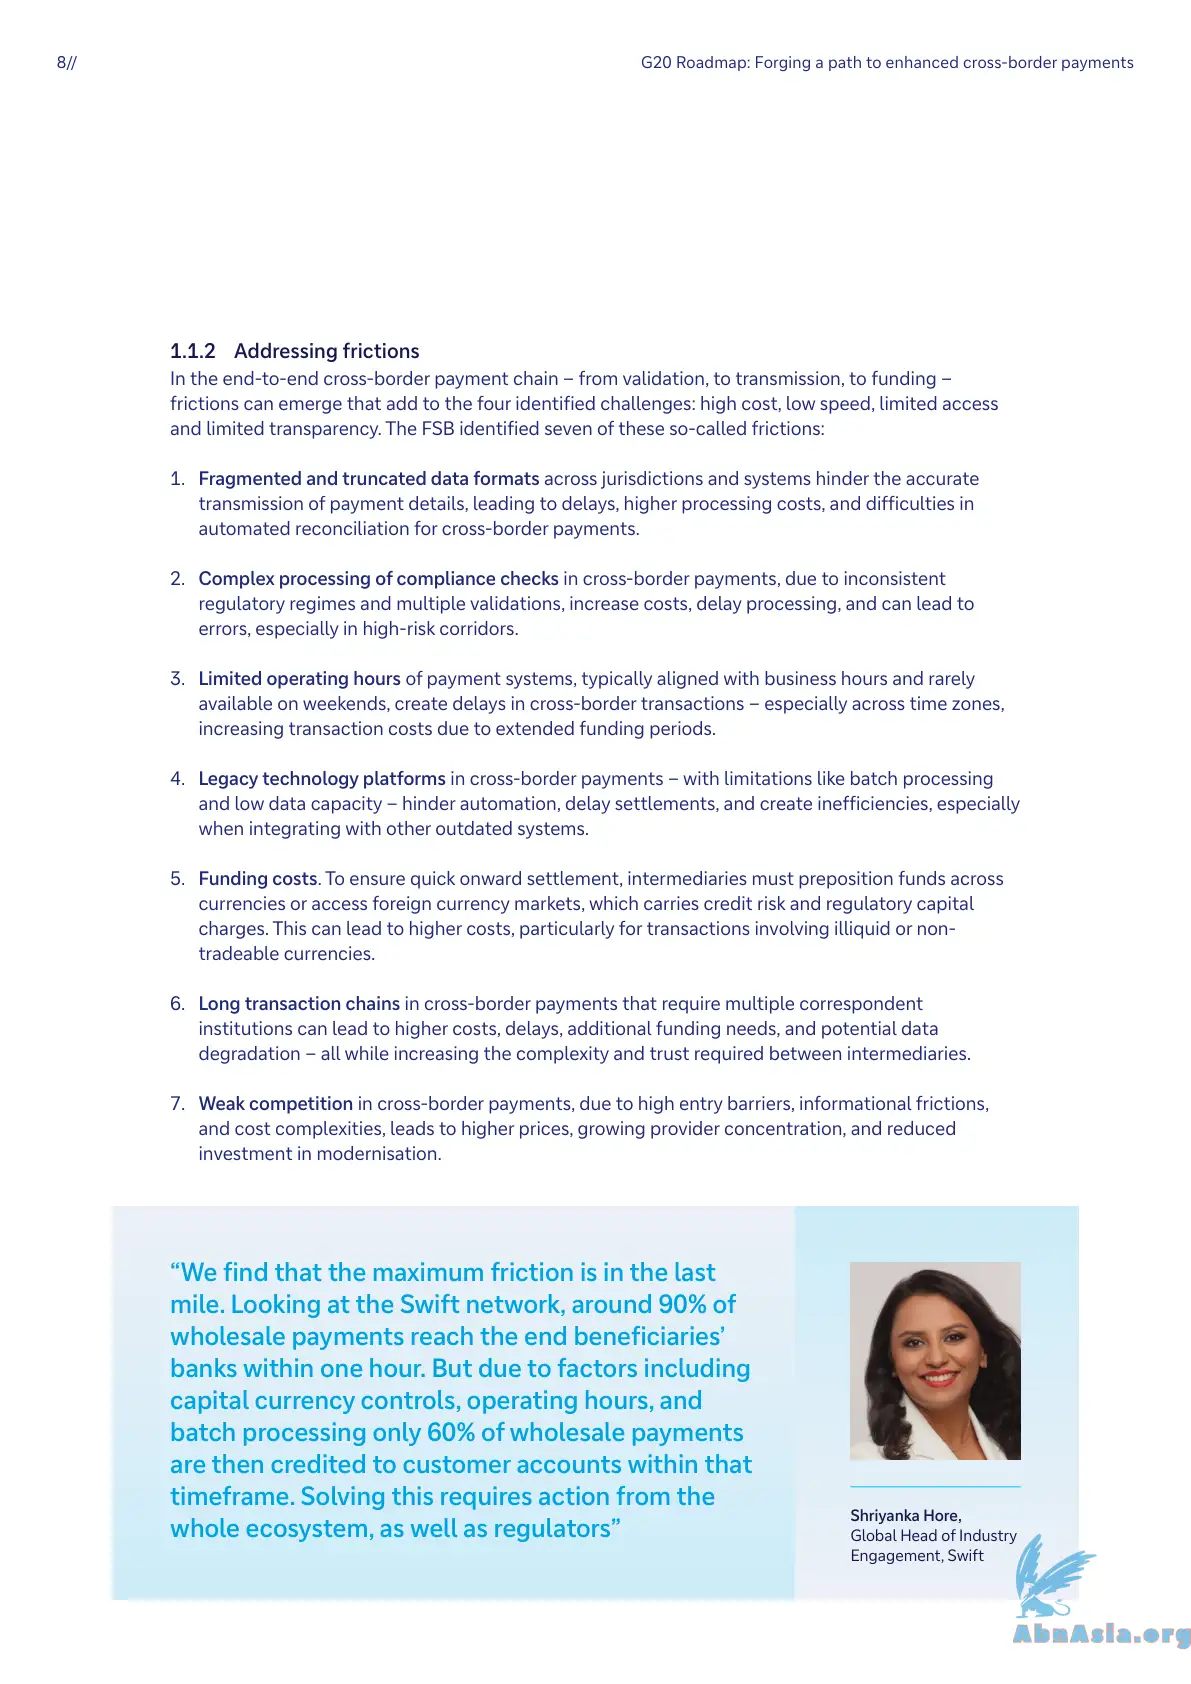 8//
G20 Roadmap: Forging a path to enhanced cross-border payments
1.1.2 Addressing frictions
In the end-to-end cross-border payment chain – from validation, to transmission, to funding –
frictions can emerge that add to the four identified challenges: high cost, low speed, limited access
and limited transparency. The FSB identified seven of these so-called frictions:
1. Fragmented and truncated data formats across jurisdictions and systems hinder the accurate
transmission of payment details, leading to delays, higher processing costs, and difficulties in
automated reconciliation for cross-border payments.
2. Complex processing of compliance checks in cross-border payments, due to inconsistent
regulatory regimes and multiple validations, increase costs, delay processing, and can lead to
errors, especially in high-risk corridors.
3. Limited operating hours of payment systems, typically aligned with business hours and rarely
available on weekends, create delays in cross-border transactions – especially across time zones,
increasing transaction costs due to extended funding periods.
4. Legacy technology platforms in cross-border payments – with limitations like batch processing
and low data capacity – hinder automation, delay settlements, and create inefficiencies, especially
when integrating with other outdated systems.
5. Funding costs. To ensure quick onward settlement, intermediaries must preposition funds across
currencies or access foreign currency markets, which carries credit risk and regulatory capital
charges. This can lead to higher costs, particularly for transactions involving illiquid or non-
tradeable currencies.
6. Long transaction chains in cross-border payments that require multiple correspondent
institutions can lead to higher costs, delays, additional funding needs, and potential data
degradation – all while increasing the complexity and trust required between intermediaries.
7. Weak competition in cross-border payments, due to high entry barriers, informational frictions,
and cost complexities, leads to higher prices, growing provider concentration, and reduced
investment in modernisation.
“We find that the maximum friction is in the last
mile. Looking at the Swift network, around 90% of
wholesale payments reach the end beneficiaries’
banks within one hour. But due to factors including
capital currency controls, operating hours, and
batch processing only 60% of wholesale payments
are then credited to customer accounts within that
timeframe. Solving this requires action from the
whole ecosystem, as well as regulators”
Shriyanka Hore,
Global Head of Industry
Engagement, Swift
AbnAsia.org